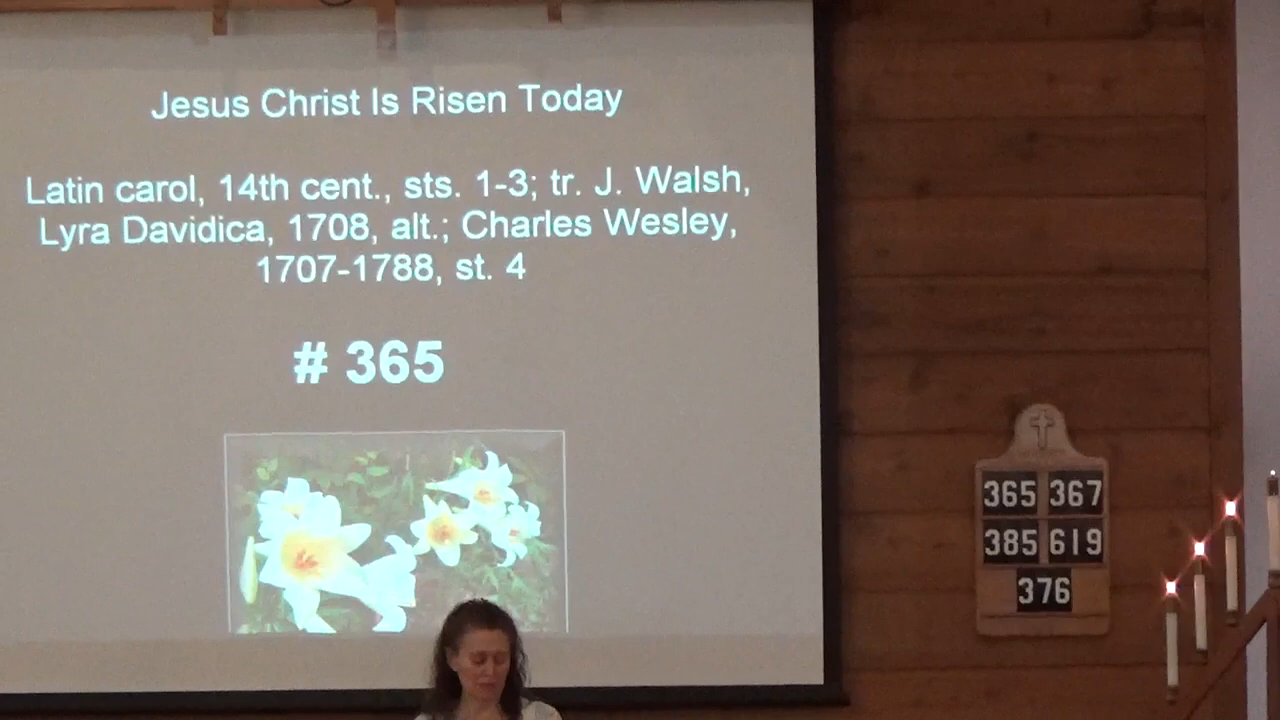 Jesus Christ Is Risen Today
Latin carol, 14th cent., sts. 1-3; tr. J. Walsh,
Lyra Davidica, 1708, alt.; Charles Wesley,
1707-1788, st. 4
# 365
365 367
385 619
376